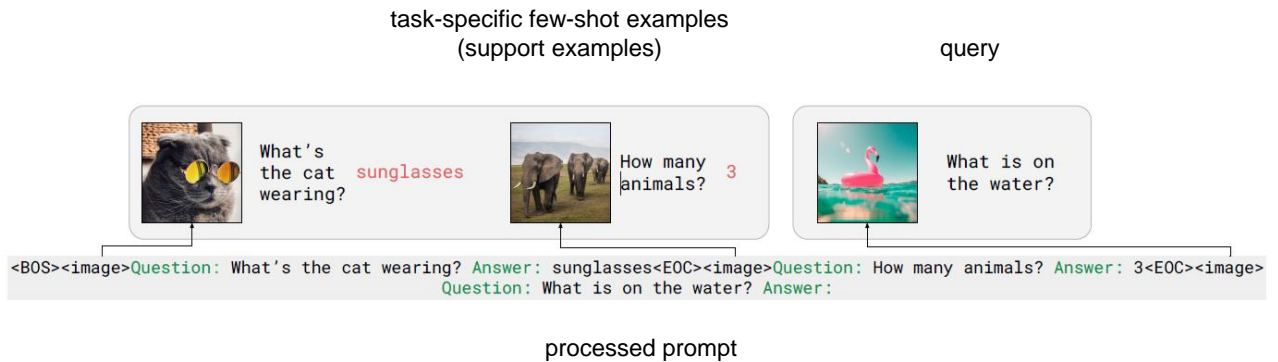 task-specific few-shot examples
(support examples)
query
What's
the cat
wearing?
sunglasses
How many
animals?
3
What is on
the water?
<BOS><image>Question: What's the cat wearing? Answer: sunglasses<EOC><image>Question: How many animals? Answer: 3<EOC><image>
Question: What is on the water? Answer:
processed prompt